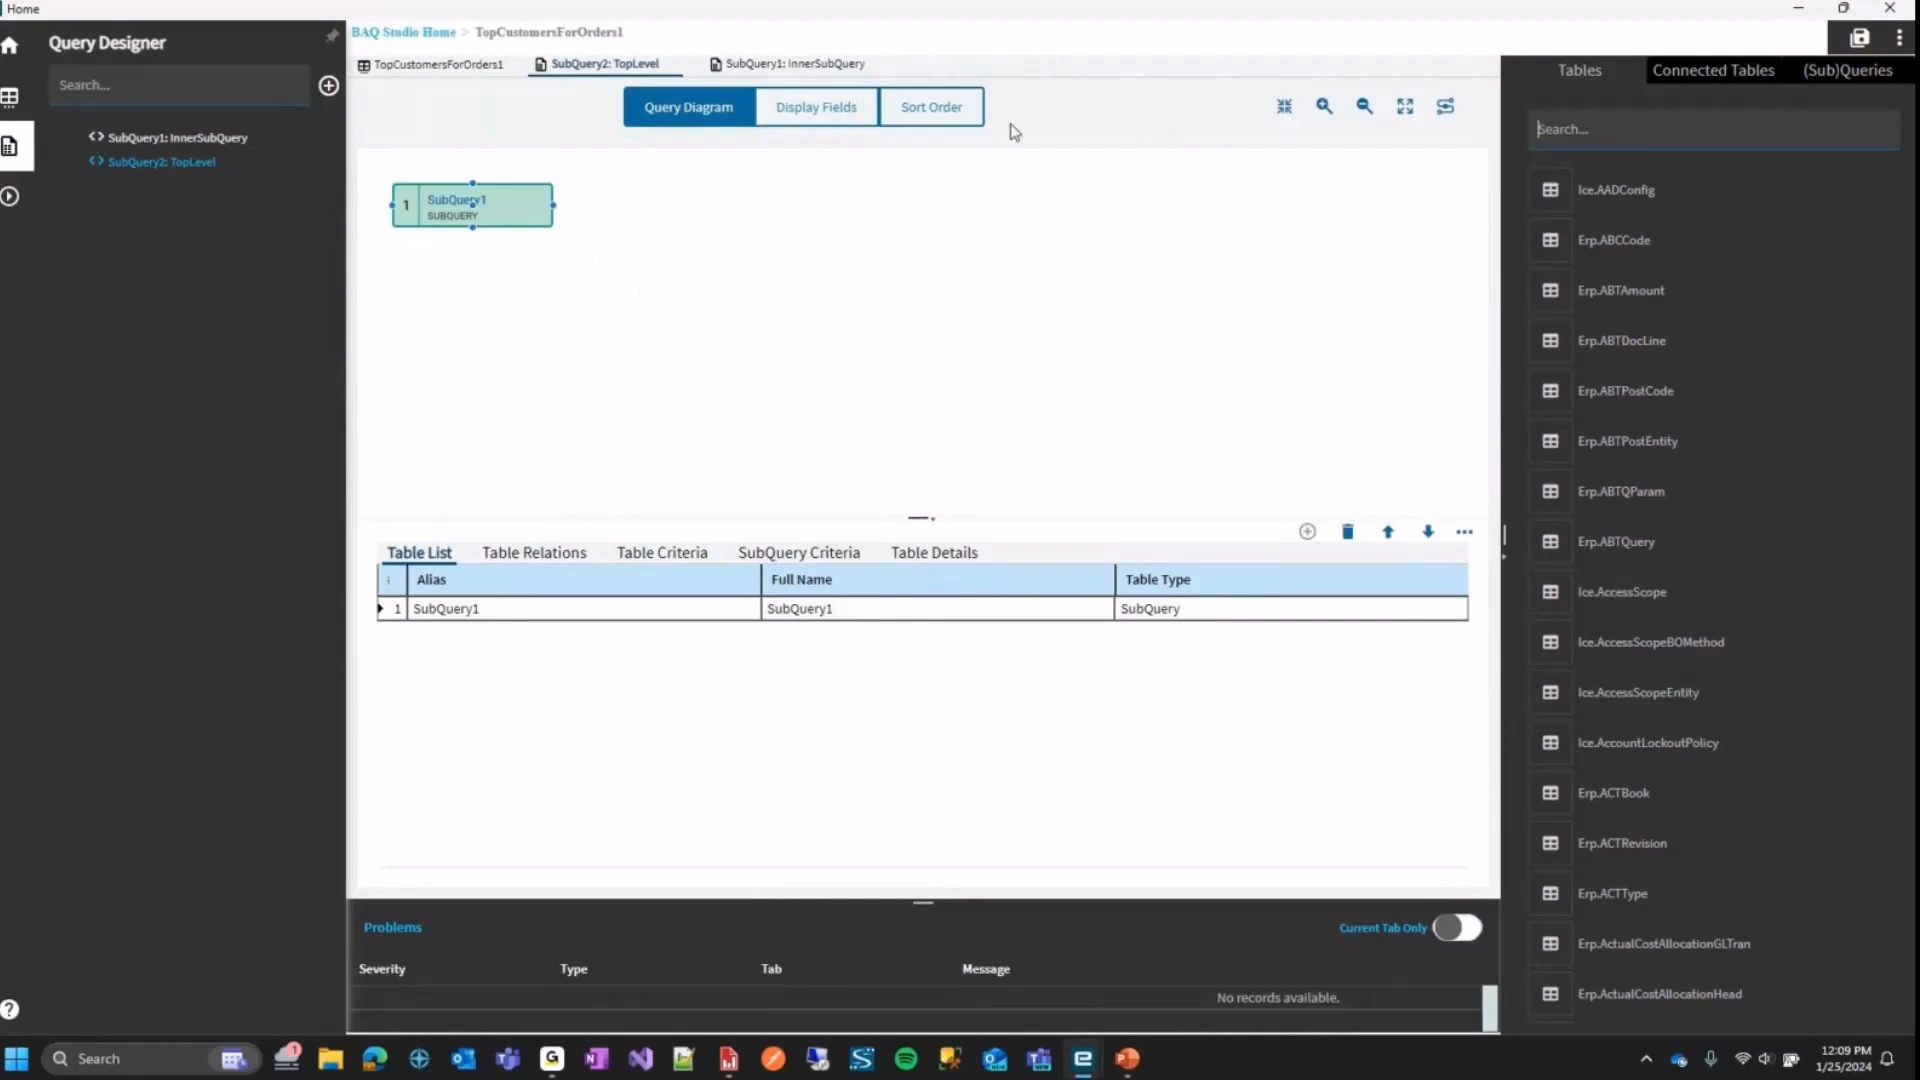 Home
Query Designer
Search...
SubQuery1: InnerSubQuery
SubQuery2: TopLevel
BAQ Studio Home > TopCustomersForOrders1
TopCustomersForOrders1
SubQuery2: TopLevel
SubQuery1: InnerSubQuery
Query Diagram
Display Fields
Sort Order
1
SubQuery1
SUBQUERY
Table List
Table Relations
Table Criteria
SubQuery Criteria
Table Details
Alias
Full Name
Table Type
1
SubQuery1
SubQuery1
SubQuery
Problems
Current Tab Only
Severity
Type
Tab
Message
No records available.
Tables
Connected Tables
(Sub)Queries
Search...
Ice.AADConfig
Erp.ABCCode
Erp.ABTAmount
Erp.ABTDocLine
Erp.ABTPostCode
Erp.ABTPostEntity
Erp.ABTQParam
Erp.ABTQuery
Ice.AccessScope
Ice.AccessScopeBOMethod
Ice.AccessScopeEntity
Ice.AccountLockoutPolicy
Erp.ACTBook
Erp.ACTRevision
Erp.ACTType
Erp.ActualCostAllocationGLTran
Erp.ActualCostAllocationHead
Search
1
12:09 PM
1/25/2024